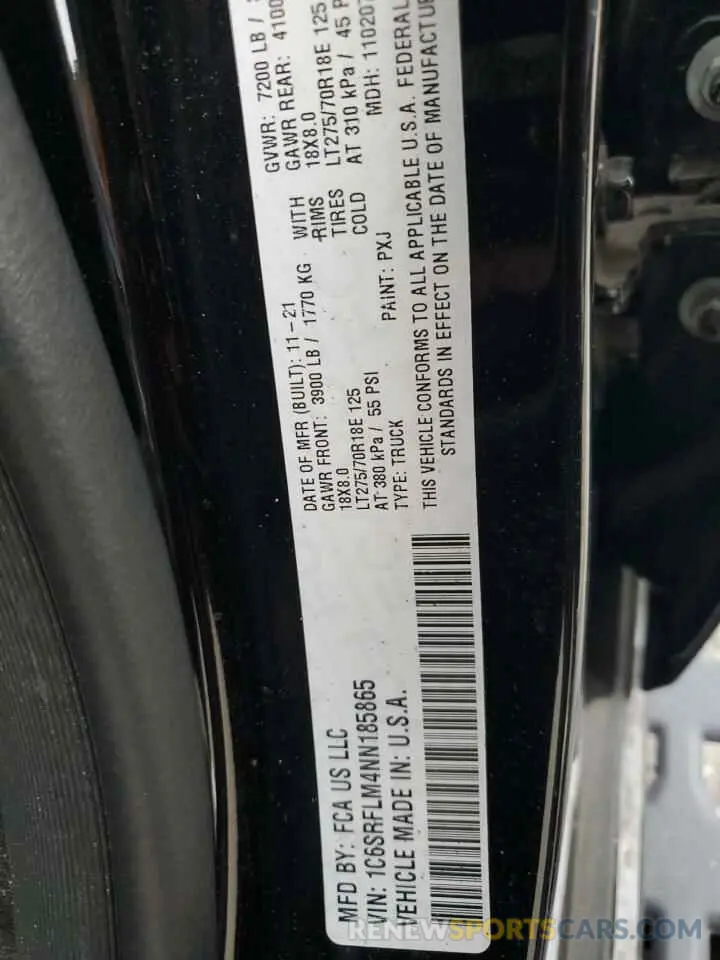 MFD BY: FCA US LLC
VIN: 1C6SRFLM4NN185865
VEHICLE MADE IN: U.S.A.
DATE OF MFR (BUILT): 11-21 GVWR: 7200 LB /
GAWR FRONT: 3900 LB / 1770 KG WITH GAWR REAR: 4100
18X8.0 RIMS 18X8.0
LT275/70R18E 125 TIRES LT275/70R18E 125
AT 380 kPa / 55 PSI COLD AT 310 kPa / 45 P
TYPE: TRUCK PAINT: PXJ MDH: 110207
THIS VEHICLE CONFORMS TO ALL APPLICABLE U.S.A. FEDERAL
STANDARDS IN EFFECT ON THE DATE OF MANUFACTURE
RENEWSPORTSCARS.COM